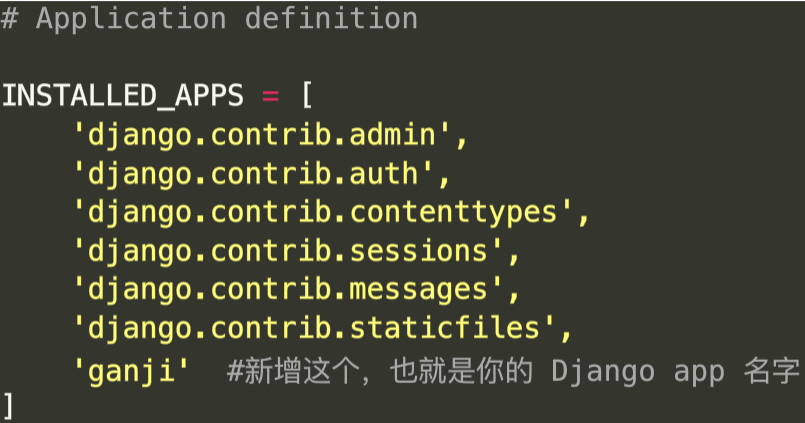 # Application definition
INSTALLED_APPS = [
'django.contrib.admin',
'django.contrib.auth',
'django.contrib.contenttypes',
'django.contrib.sessions',
'django.contrib.messages',
'django.contrib.staticfiles',
'ganji' #新增这个，也就是你的 Django app 名字
]